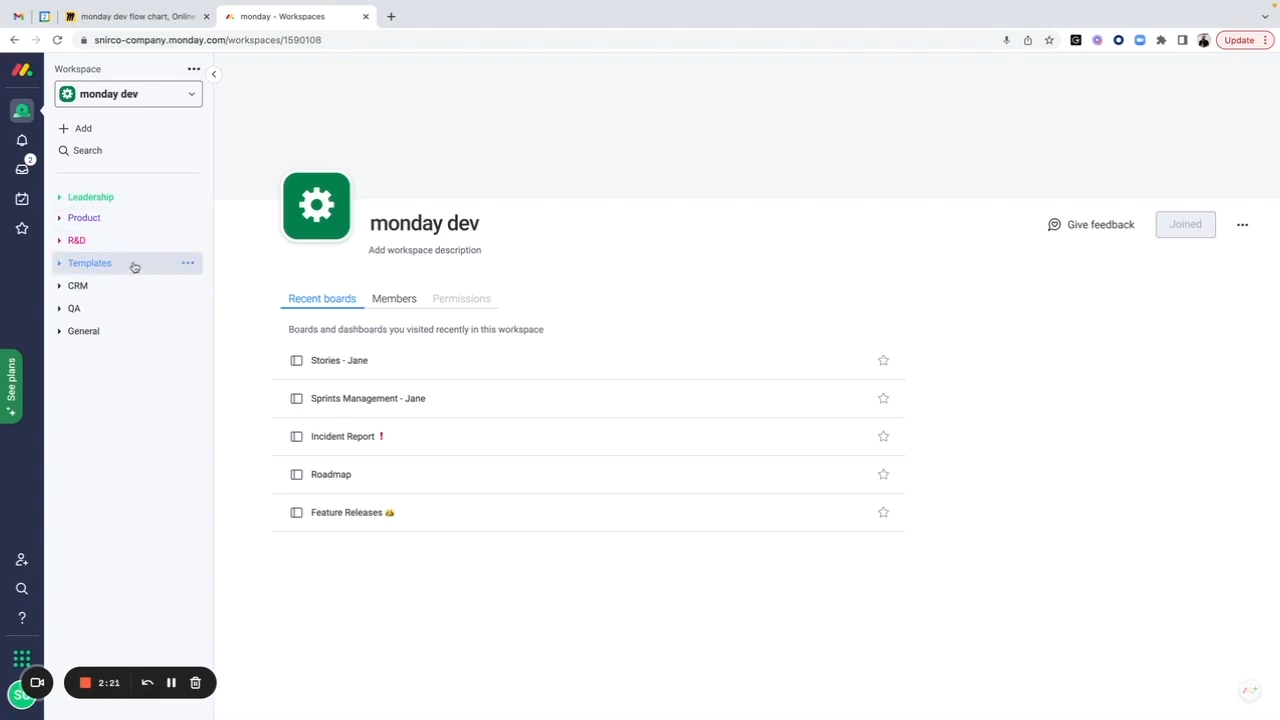 monday dev flow chart, Online
monday - Workspaces
snirco-company.monday.com/workspaces/1590108
Update
Workspace
monday dev
Add
Search
2
Leadership
Product
R&D
Templates
CRM
QA
General
See plans
monday dev
Add workspace description
Give feedback
Joined
Recent boards
Members
Permissions
Boards and dashboards you visited recently in this workspace
Stories - Jane
Sprints Management - Jane
Incident Report ❗
Roadmap
Feature Releases
2:21